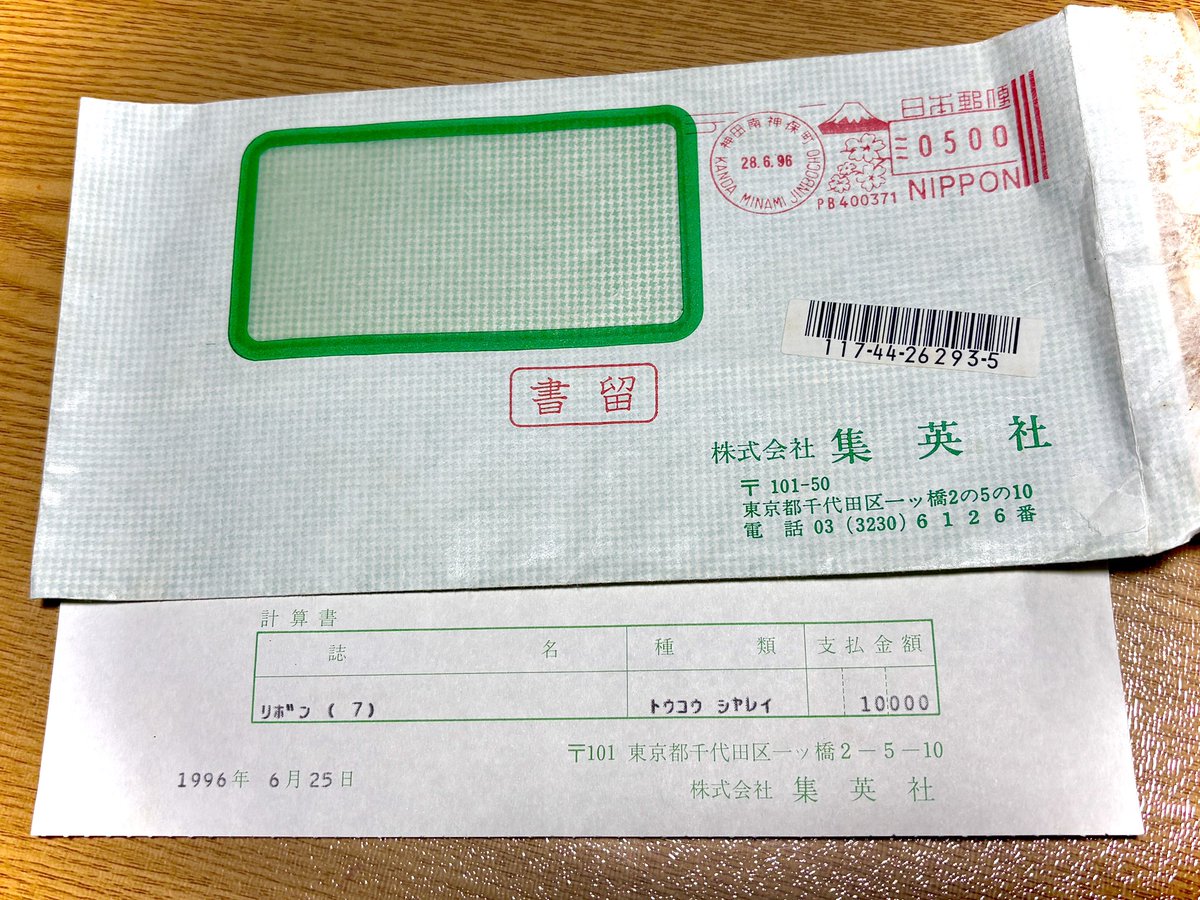 神田南神保町
28.6.96
KANDA MINAMI JINBOCHO
日本郵便
0500
NIPPON
PB400371
117-44-26293-5
書留
株式会社 集英社
〒101-50
東京都千代田区一ッ橋2の5の10
電話 03 (3230) 6126番
計算書
誌名 種類 支払金額
リボン ( 7) トウコウ シヤレイ 10000
〒101 東京都千代田区一ッ橋2-5-10
1996年 6月25日
株式会社 集英社